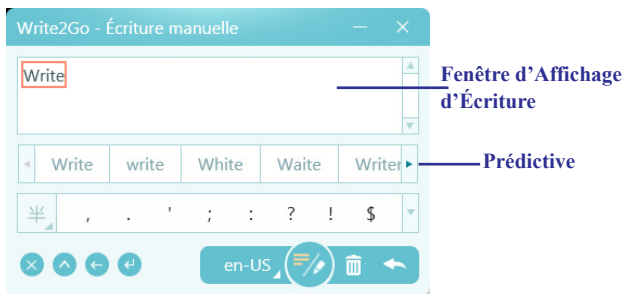 Write2Go - Écriture manuelle
Write
Fenêtre d'Affichage
d'Écriture
Write write White Waite Writer
Prédictive
半 , . ' ; : ? ! $
en-US